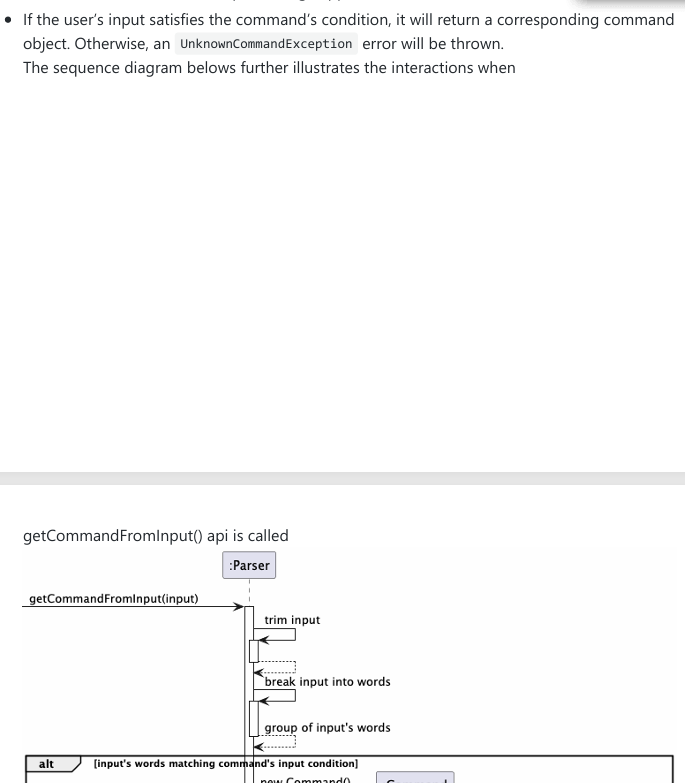 If the user's input satisfies the command's condition, it will return a corresponding command
object. Otherwise, an UnknownCommandException error will be thrown.
The sequence diagram belows further illustrates the interactions when
getCommandFromInput() api is called
:Parser
getCommandFromInput(input)
trim input
break input into words
group of input's words
alt [input's words matching command's input condition]
new Command()